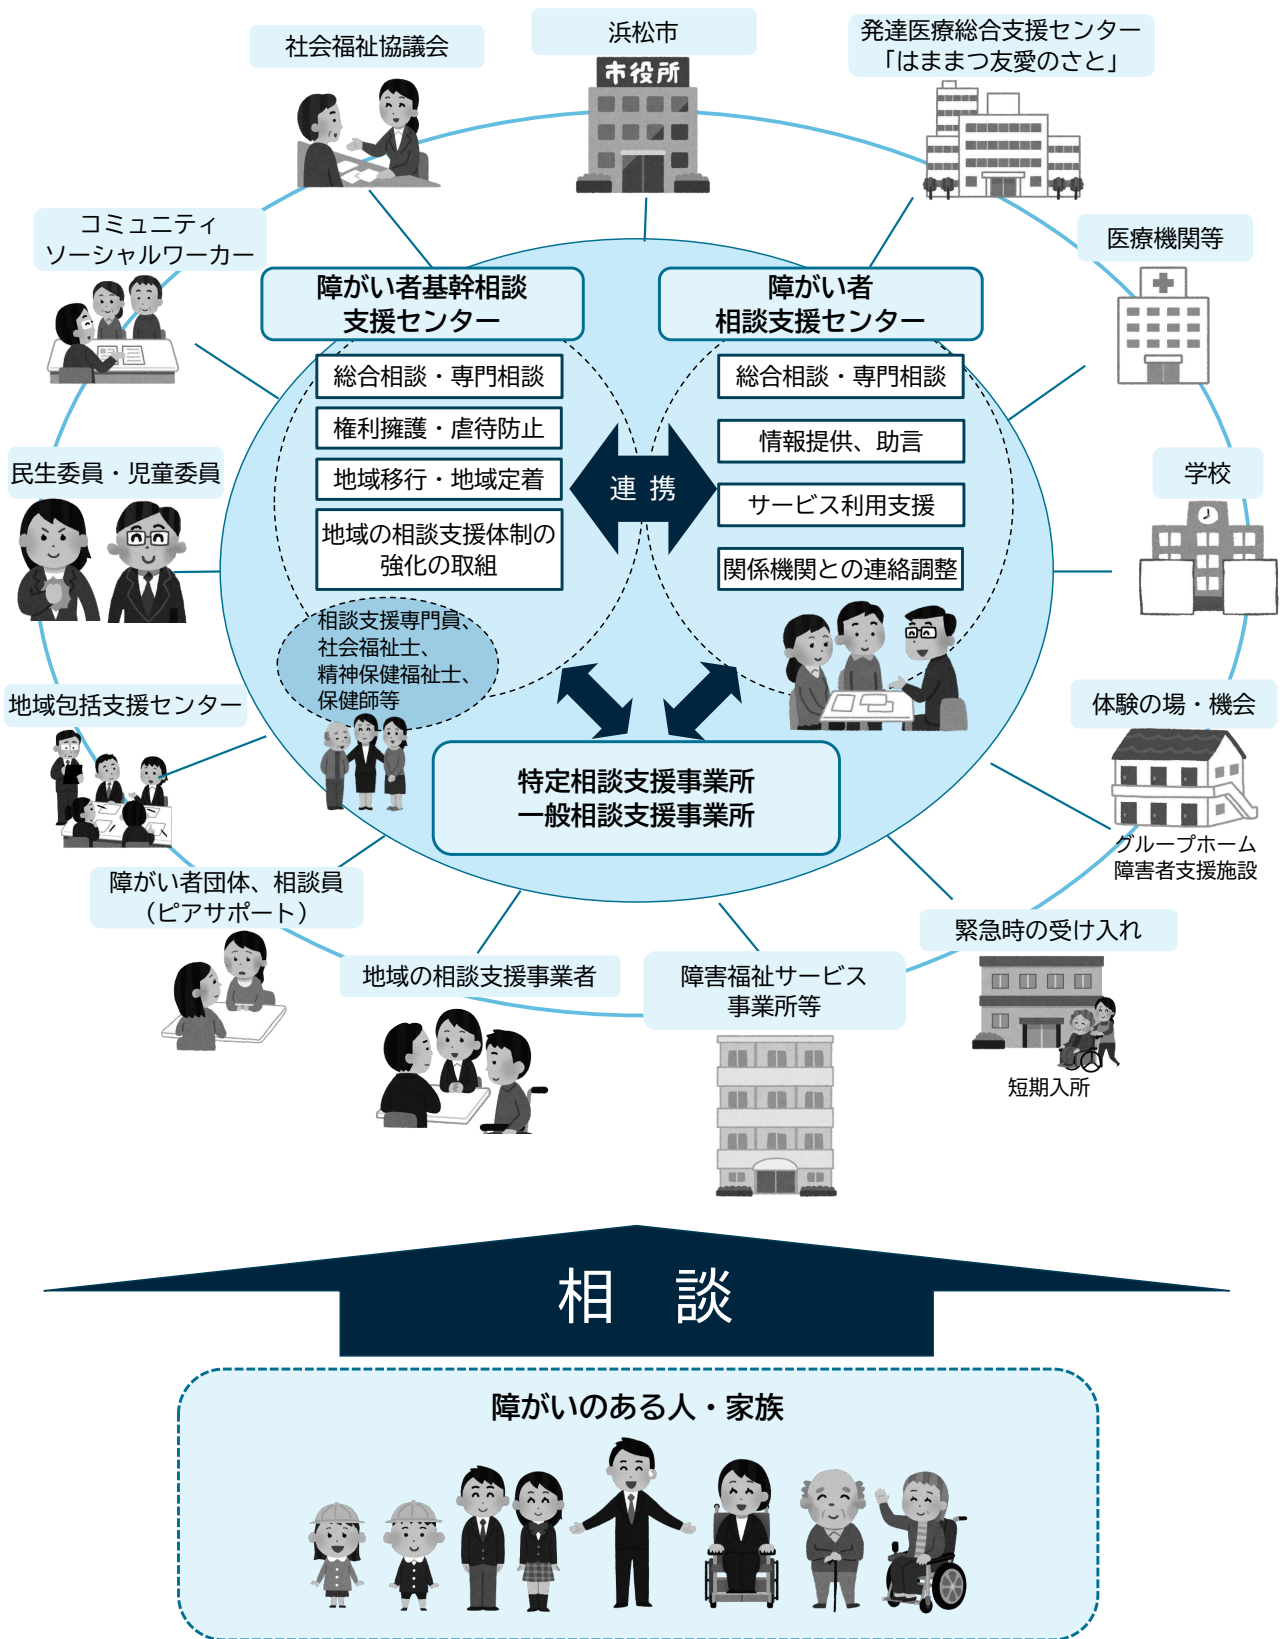 社会福祉協議会
浜松市
市役所
発達医療総合支援センター
「はままつ友愛のさと」
コミュニティ
ソーシャルワーカー
医療機関等
障がい者基幹相談
支援センター
障がい者
相談支援センター
総合相談・専門相談
権利擁護・虐待防止
地域移行・地域定着
地域の相談支援体制の
強化の取組
連携
総合相談・専門相談
情報提供、助言
サービス利用支援
関係機関との連絡調整
民生委員・児童委員
学校
相談支援専門員、
社会福祉士、
精神保健福祉士、
保健師等
地域包括支援センター
体験の場・機会
グループホーム
障害者支援施設
特定相談支援事業所
一般相談支援事業所
障がい者団体、相談員
（ピアサポート）
緊急時の受け入れ
短期入所
地域の相談支援事業者
障害福祉サービス
事業所等
相　談
障がいのある人・家族